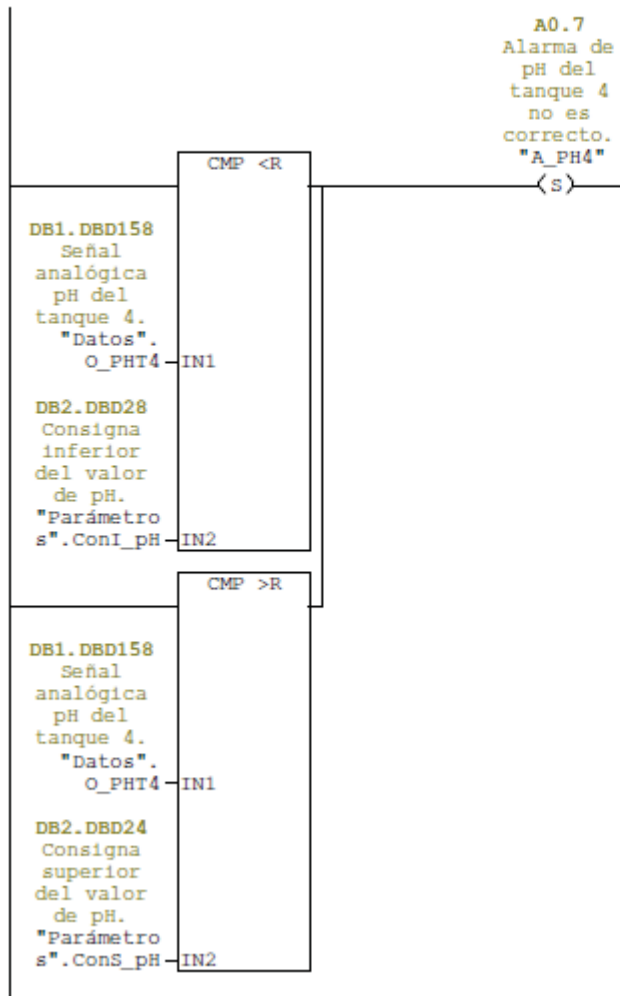 A0.7
Alarma de
pH del
tanque 4
no es
correcto.
"A_PH4"
S
CMP <R
DB1.DBD158
Señal
analógica
pH del
tanque 4.
"Datos".
O_PHT4 IN1
DB2.DBD28
Consigna
inferior
del valor
de pH.
"Parámetro
s".ConI_pH IN2
CMP >R
DB1.DBD158
Señal
analógica
pH del
tanque 4.
"Datos".
O_PHT4 IN1
DB2.DBD24
Consigna
superior
del valor
de pH.
"Parámetro
s".ConS_pH IN2